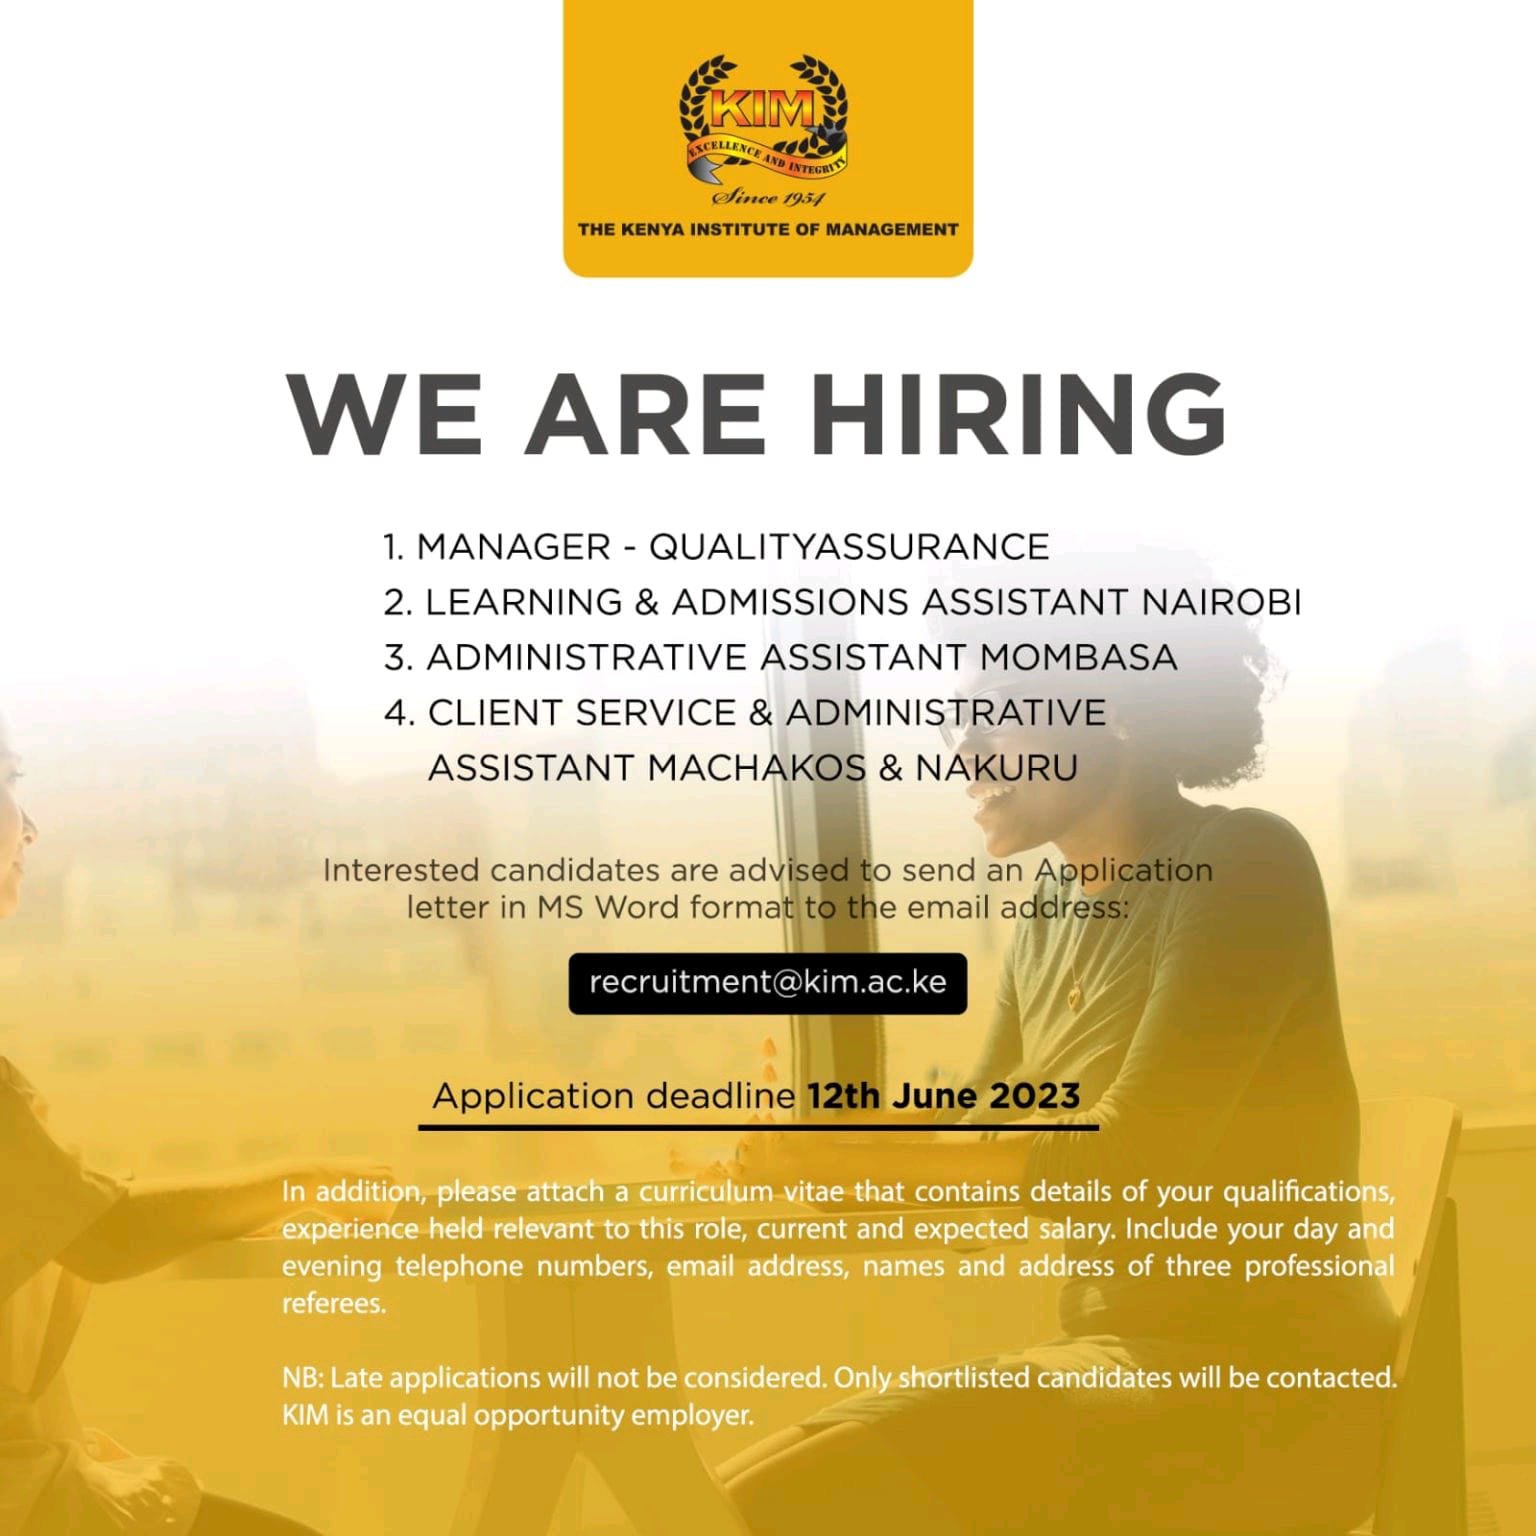 KIM
EXCELLENCE AND INTEGRITY
Since 1954
THE KENYA INSTITUTE OF MANAGEMENT
WE ARE HIRING
1. MANAGER - QUALITYASSURANCE
2. LEARNING & ADMISSIONS ASSISTANT NAIROBI
3. ADMINISTRATIVE ASSISTANT MOMBASA
4. CLIENT SERVICE & ADMINISTRATIVE
ASSISTANT MACHAKOS & NAKURU
Interested candidates are advised to send an Application
letter in MS Word format to the email address:
recruitment@kim.ac.ke
Application deadline 12th June 2023
In addition, please attach a curriculum vitae that contains details of your qualifications,
experience held relevant to this role, current and expected salary. Include your day and
evening telephone numbers, email address, names and address of three professional
referees.
NB: Late applications will not be considered. Only shortlisted candidates will be contacted.
KIM is an equal opportunity employer.